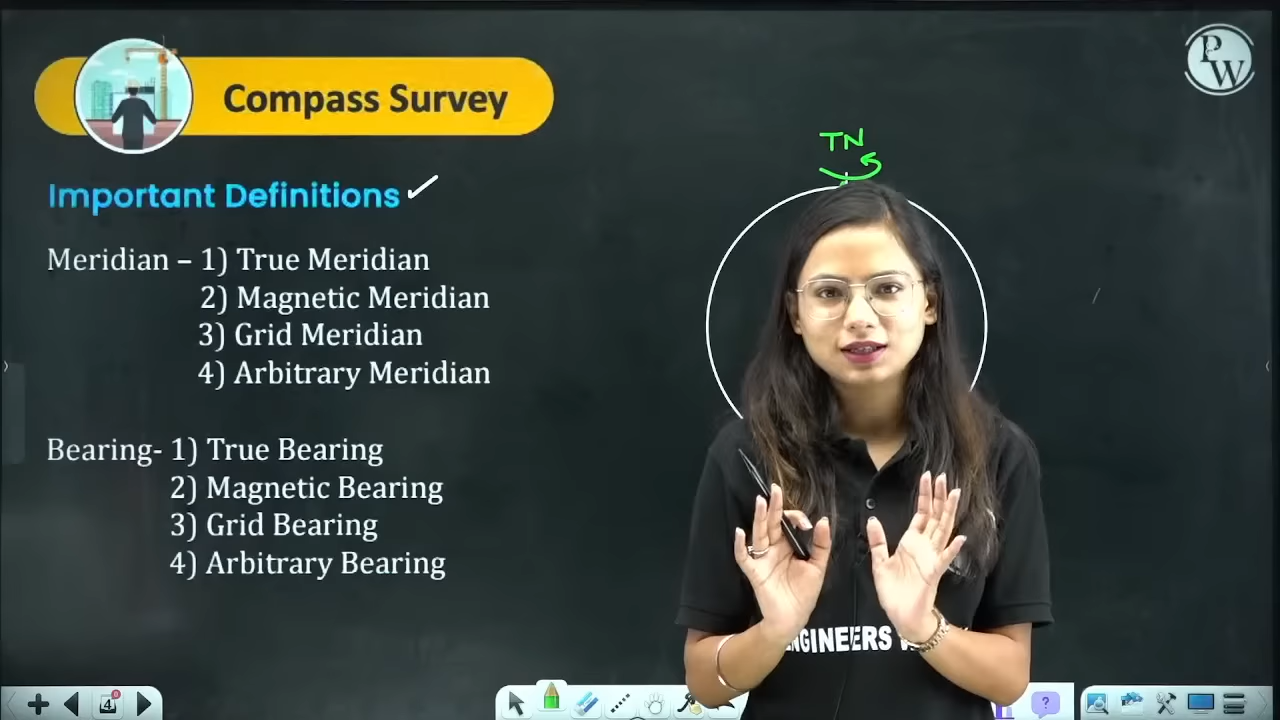 Compass Survey
PW
TN
Important Definitions
Meridian – 1) True Meridian
2) Magnetic Meridian
3) Grid Meridian
4) Arbitrary Meridian
Bearing- 1) True Bearing
2) Magnetic Bearing
3) Grid Bearing
4) Arbitrary Bearing
ENGINEERS W
4
?